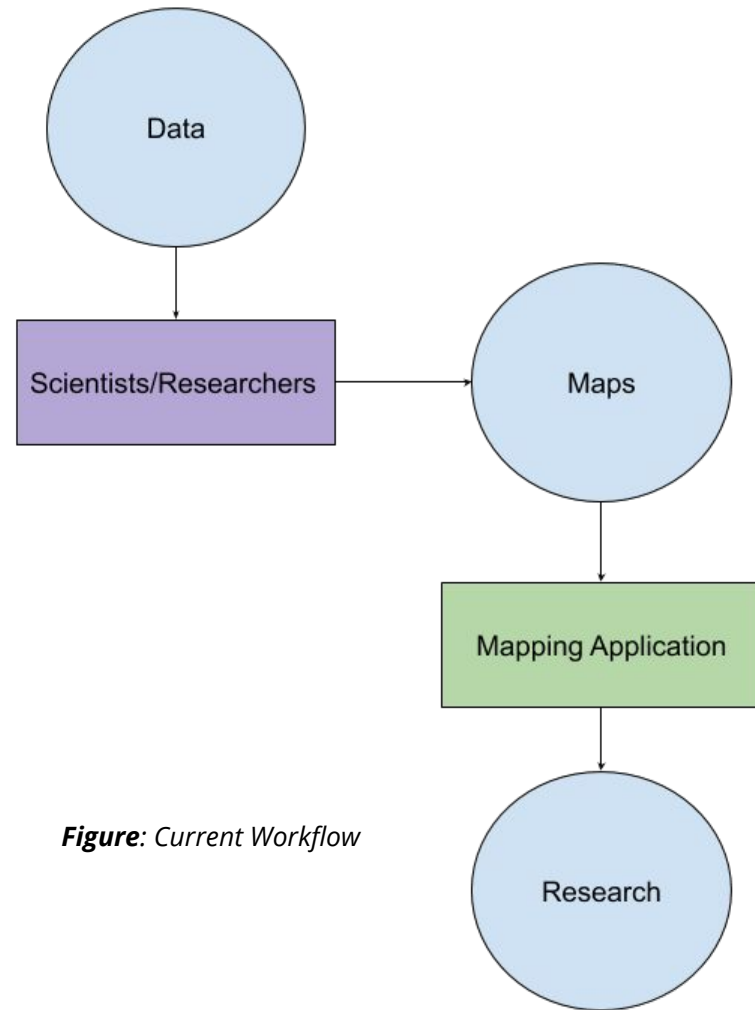 Data
Scientists/Researchers
Maps
Mapping Application
Figure: Current Workflow
Research